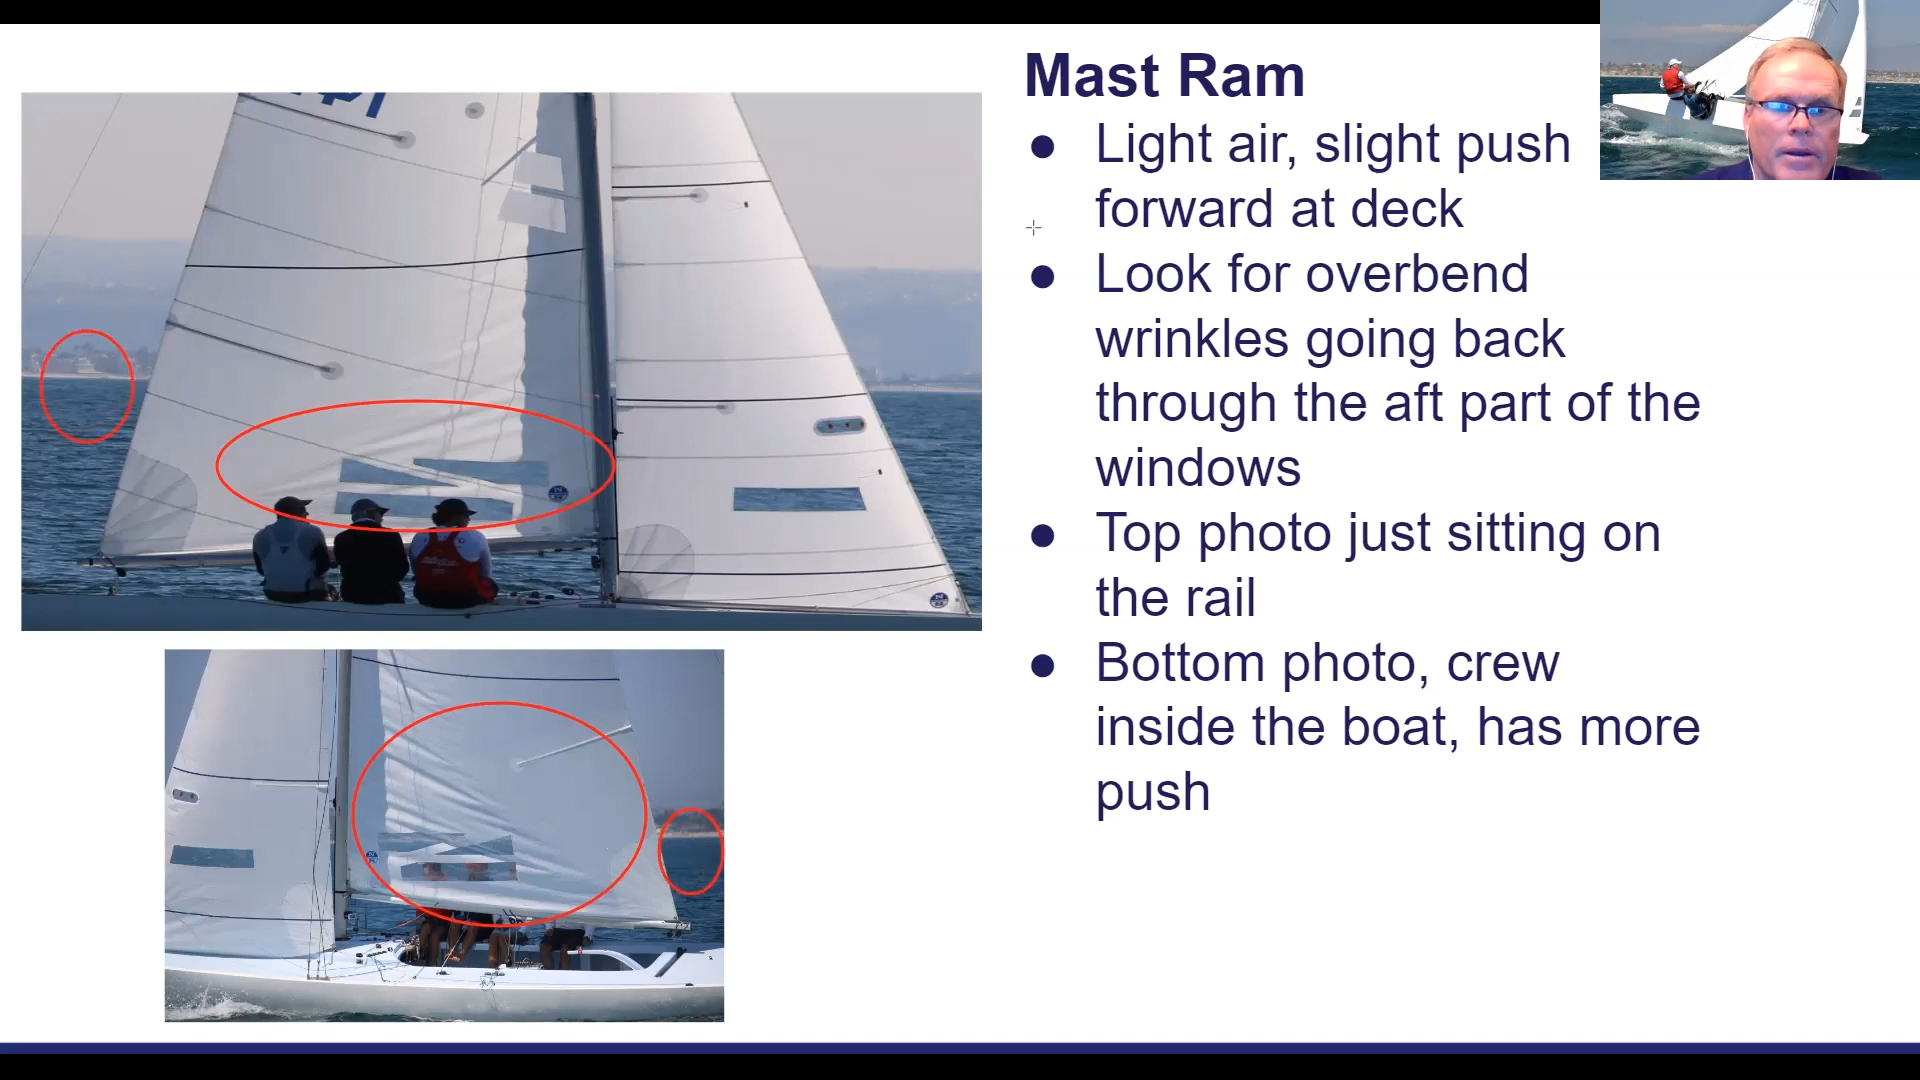 Mast Ram
● Light air, slight push
forward at deck
● Look for overbend
wrinkles going back
through the aft part of the
windows
● Top photo just sitting on
the rail
● Bottom photo, crew
inside the boat, has more
push